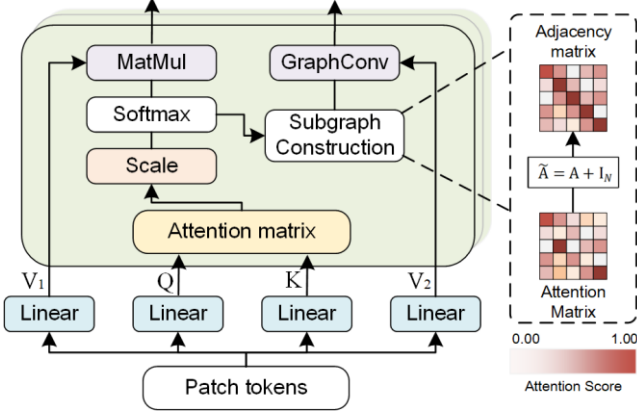 MatMul
GraphConv
Softmax
Subgraph
Construction
Scale
Attention matrix
V₁
Q
K
V₂
Linear
Linear
Linear
Linear
Patch tokens
Adjacency
matrix
Ã = A + I_N
Attention
Matrix
0.00
1.00
Attention Score